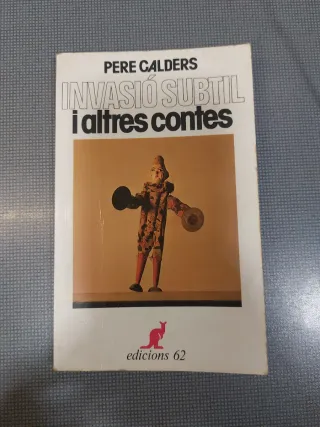 PERE CALDERS
INVASIÓ SUBTIL
i altres contes
edicions 62